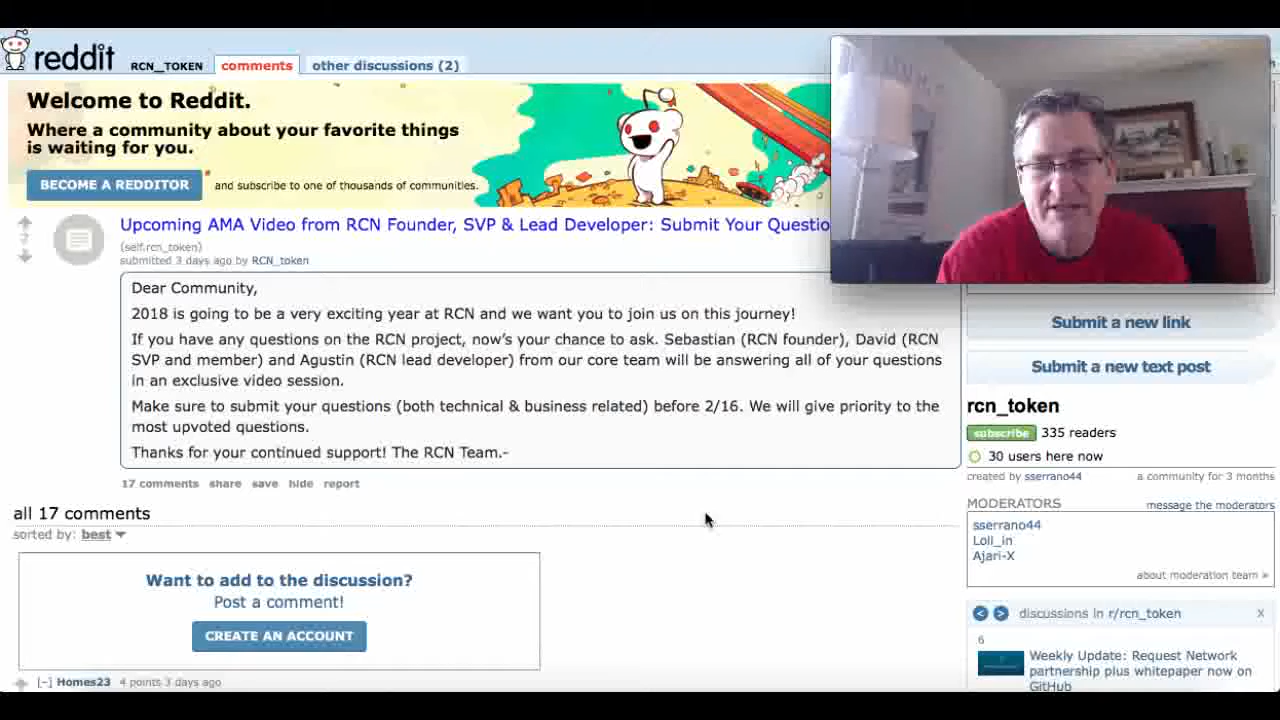 reddit RCN_TOKEN comments other discussions (2)
Welcome to Reddit.
Where a community about your favorite things
is waiting for you.
BECOME A REDDITOR and subscribe to one of thousands of communities.
Upcoming AMA Video from RCN Founder, SVP & Lead Developer: Submit Your Questio
(self.rcn_token)
submitted 3 days ago by RCN_token
Dear Community,
2018 is going to be a very exciting year at RCN and we want you to join us on this journey!
If you have any questions on the RCN project, now's your chance to ask. Sebastian (RCN founder), David (RCN
SVP and member) and Agustin (RCN lead developer) from our core team will be answering all of your questions
in an exclusive video session.
Make sure to submit your questions (both technical & business related) before 2/16. We will give priority to the
most upvoted questions.
Thanks for your continued support! The RCN Team.-
17 comments share save hide report
all 17 comments
sorted by: best
Want to add to the discussion?
Post a comment!
CREATE AN ACCOUNT
[-] Homes23 4 points 3 days ago
Submit a new link
Submit a new text post
rcn_token
subscribe 335 readers
30 users here now
created by sserrano44 a community for 3 months
MODERATORS message the moderators
sserrano44
Loll_in
Ajari-X
about moderation team »
< > discussions in r/rcn_token X
6
Weekly Update: Request Network
partnership plus whitepaper now on
GitHub